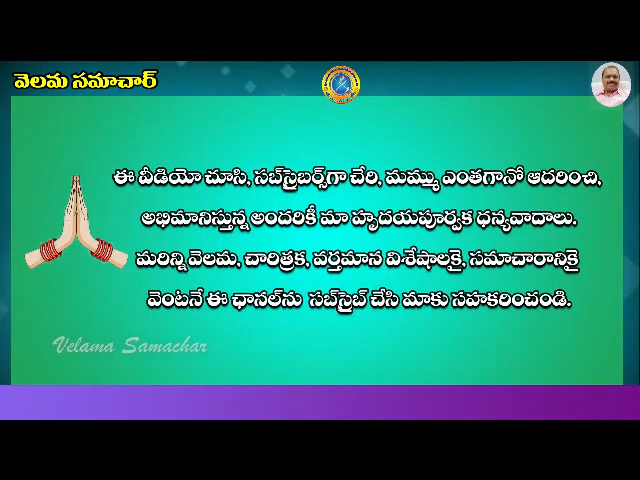 వెలమ సమాచార్
ఈ వీడియో చూసి, సబ్‌స్రైబర్స్‌గా చేరి, మమ్ము ఎంతగానో ఆదరించి,
అభిమానిస్తున్న అందరికీ మా హృదయపూర్వక ధన్యవాదాలు.
మరిన్ని వెలమ, చారిత్రక, వర్తమాన విశేషాలకై, సమాచారానికై
వెంటనే ఈ ఛానల్‌ను సబ్‌స్రైబ్ చేసి మాకు సహకరించండి.
Velama Samachar